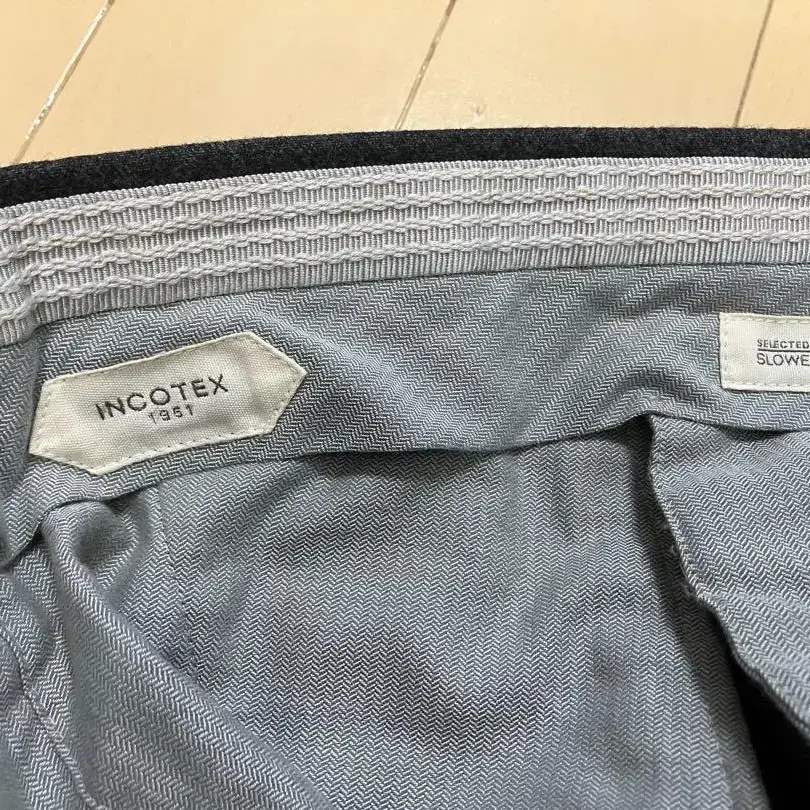 INCOTEX
1951
SELECTED
SLOWE